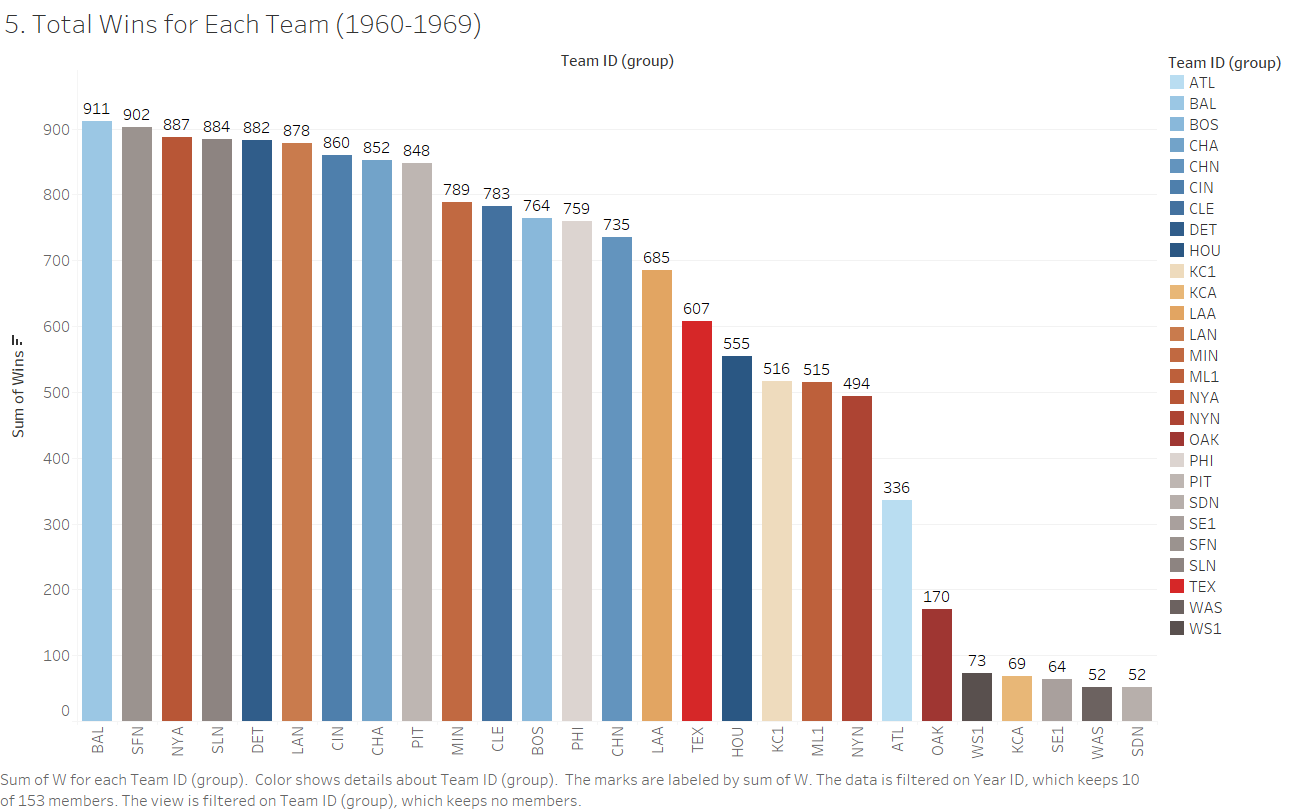 5. Total Wins for Each Team (1960-1969)
Team ID (group)
Sum of Wins
900
800
700
600
500
400
300
200
100
0
911
902
887
884
882
878
860
852
848
789
783
764
759
735
685
607
555
516
515
494
336
170
73
69
64
52
52
BAL
SFN
NYA
SLN
DET
LAN
CIN
CHA
PIT
MIN
CLE
BOS
PHI
CHN
LAA
TEX
HOU
KC1
ML1
NYN
ATL
OAK
WS1
KCA
SE1
WAS
SDN
Team ID (group)
ATL
BAL
BOS
CHA
CHN
CIN
CLE
DET
HOU
KC1
KCA
LAA
LAN
MIN
ML1
NYA
NYN
OAK
PHI
PIT
SDN
SE1
SFN
SLN
TEX
WAS
WS1
Sum of W for each Team ID (group). Color shows details about Team ID (group). The marks are labeled by sum of W. The data is filtered on Year ID, which keeps 10
of 153 members. The view is filtered on Team ID (group), which keeps no members.